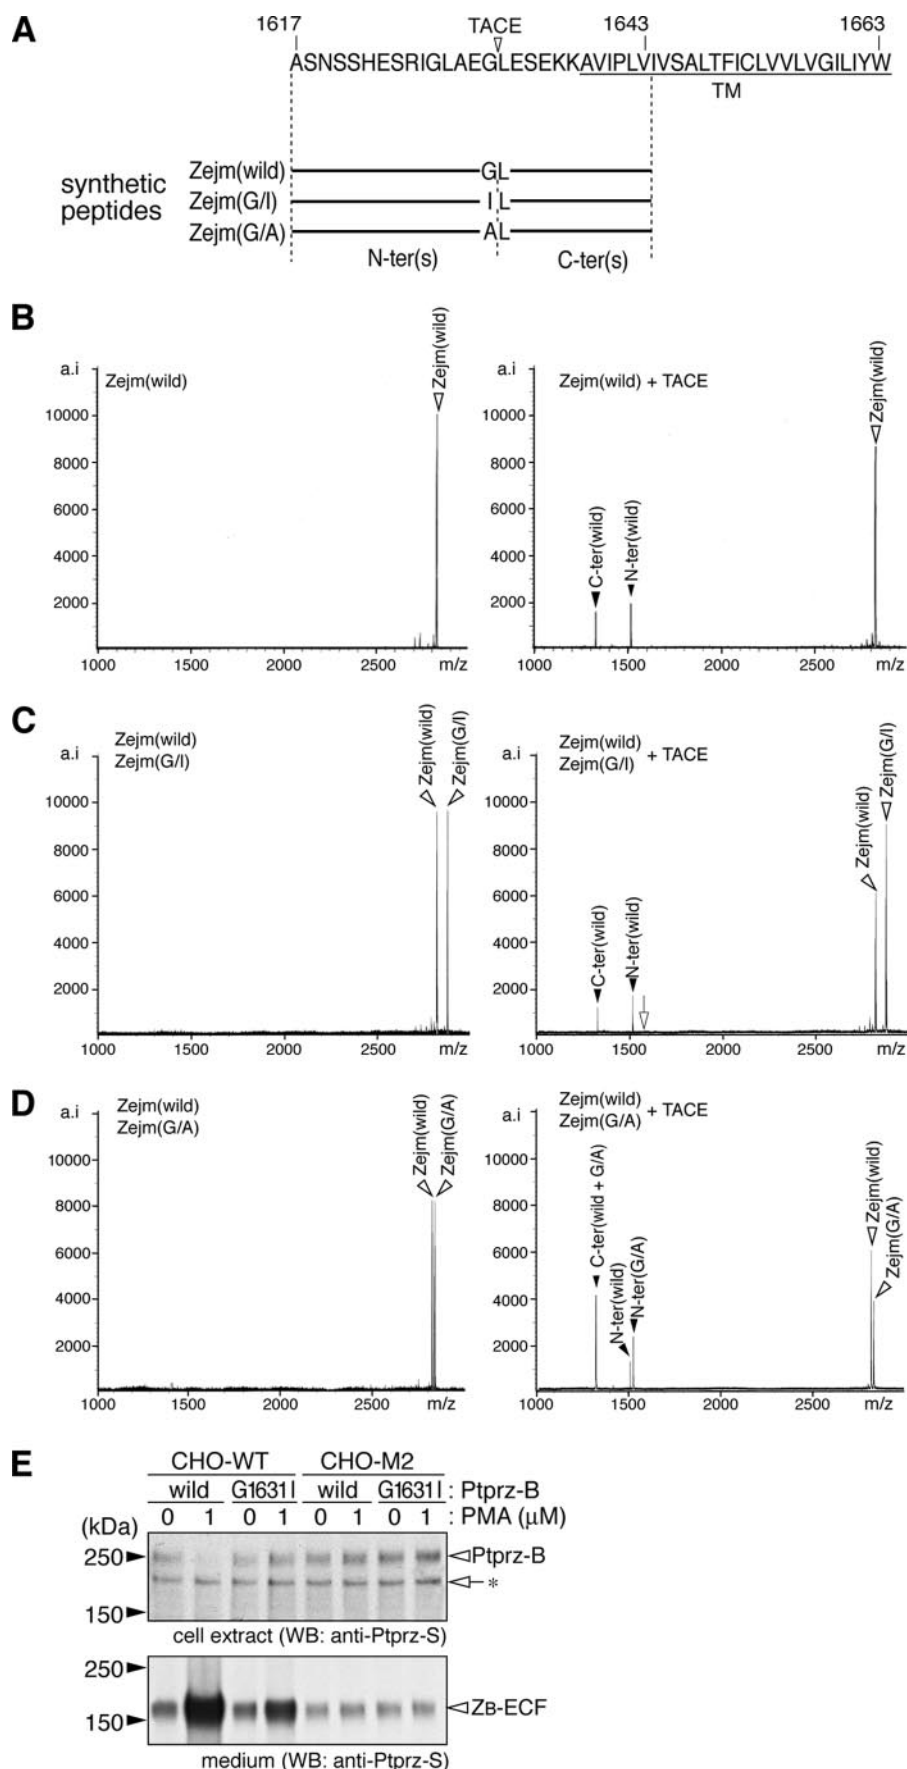 A
1617 TACE 1643 1663
ASNSSHESRIGLAEGLESEKKAVIPLVIVSALTFICLVVLVGILIYW
TM
synthetic peptides
Zejm(wild) GL
Zejm(G/I) I L
Zejm(G/A) AL
N-ter(s) C-ter(s)
B
a.i
Zejm(wild)
Zejm(wild)
10000
8000
6000
4000
2000
1000 1500 2000 2500 m/z
a.i
Zejm(wild) + TACE
Zejm(wild)
C-ter(wild)
N-ter(wild)
10000
8000
6000
4000
2000
1000 1500 2000 2500 m/z
C
a.i
Zejm(wild)
Zejm(G/I)
Zejm(wild)
Zejm(G/I)
10000
8000
6000
4000
2000
1000 1500 2000 2500 m/z
a.i
Zejm(wild)
Zejm(G/I) + TACE
Zejm(wild)
Zejm(G/I)
C-ter(wild)
N-ter(wild)
10000
8000
6000
4000
2000
1000 1500 2000 2500 m/z
D
a.i
Zejm(wild)
Zejm(G/A)
Zejm(wild)
Zejm(G/A)
10000
8000
6000
4000
2000
1000 1500 2000 2500 m/z
a.i
Zejm(wild)
Zejm(G/A) + TACE
C-ter(wild + G/A)
N-ter(wild)
N-ter(G/A)
Zejm(wild)
Zejm(G/A)
10000
8000
6000
4000
2000
1000 1500 2000 2500 m/z
E
CHO-WT CHO-M2
wild G1631I wild G1631I : Ptprz-B
0 1 0 1 0 1 0 1 : PMA (μM)
(kDa)
250 Ptprz-B
*
150
cell extract (WB: anti-Ptprz-S)
250
ZB-ECF
150
medium (WB: anti-Ptprz-S)